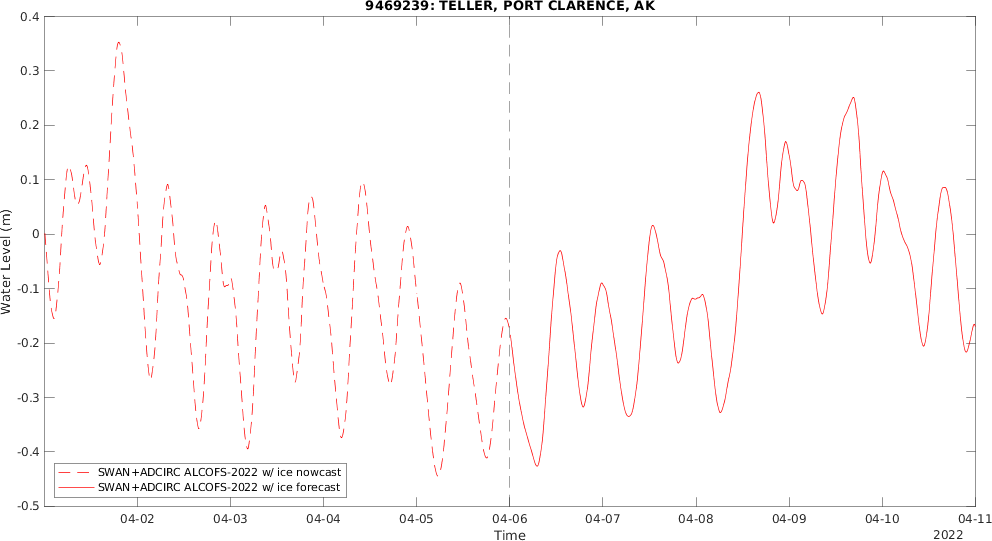 9469239: TELLER, PORT CLARENCE, AK
0.4
0.3
0.2
0.1
0
-0.1
-0.2
-0.3
-0.4
-0.5
Water Level (m)
SWAN+ADCIRC ALCOFS-2022 w/ ice nowcast
SWAN+ADCIRC ALCOFS-2022 w/ ice forecast
04-02 04-03 04-04 04-05 04-06 04-07 04-08 04-09 04-10 04-11
Time
2022